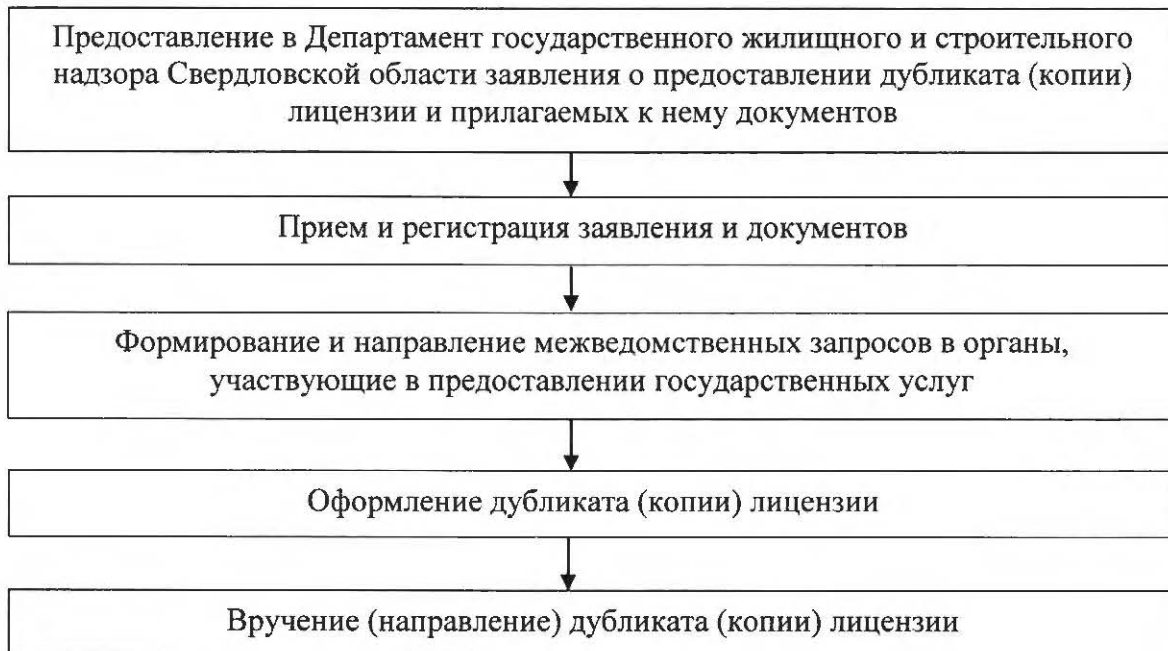 Предоставление в Департамент государственного жилищного и строительного
надзора Свердловской области заявления о предоставлении дубликата (копии)
лицензии и прилагаемых к нему документов
Прием и регистрация заявления и документов
Формирование и направление межведомственных запросов в органы,
участвующие в предоставлении государственных услуг
Оформление дубликата (копии) лицензии
Вручение (направление) дубликата (копии) лицензии